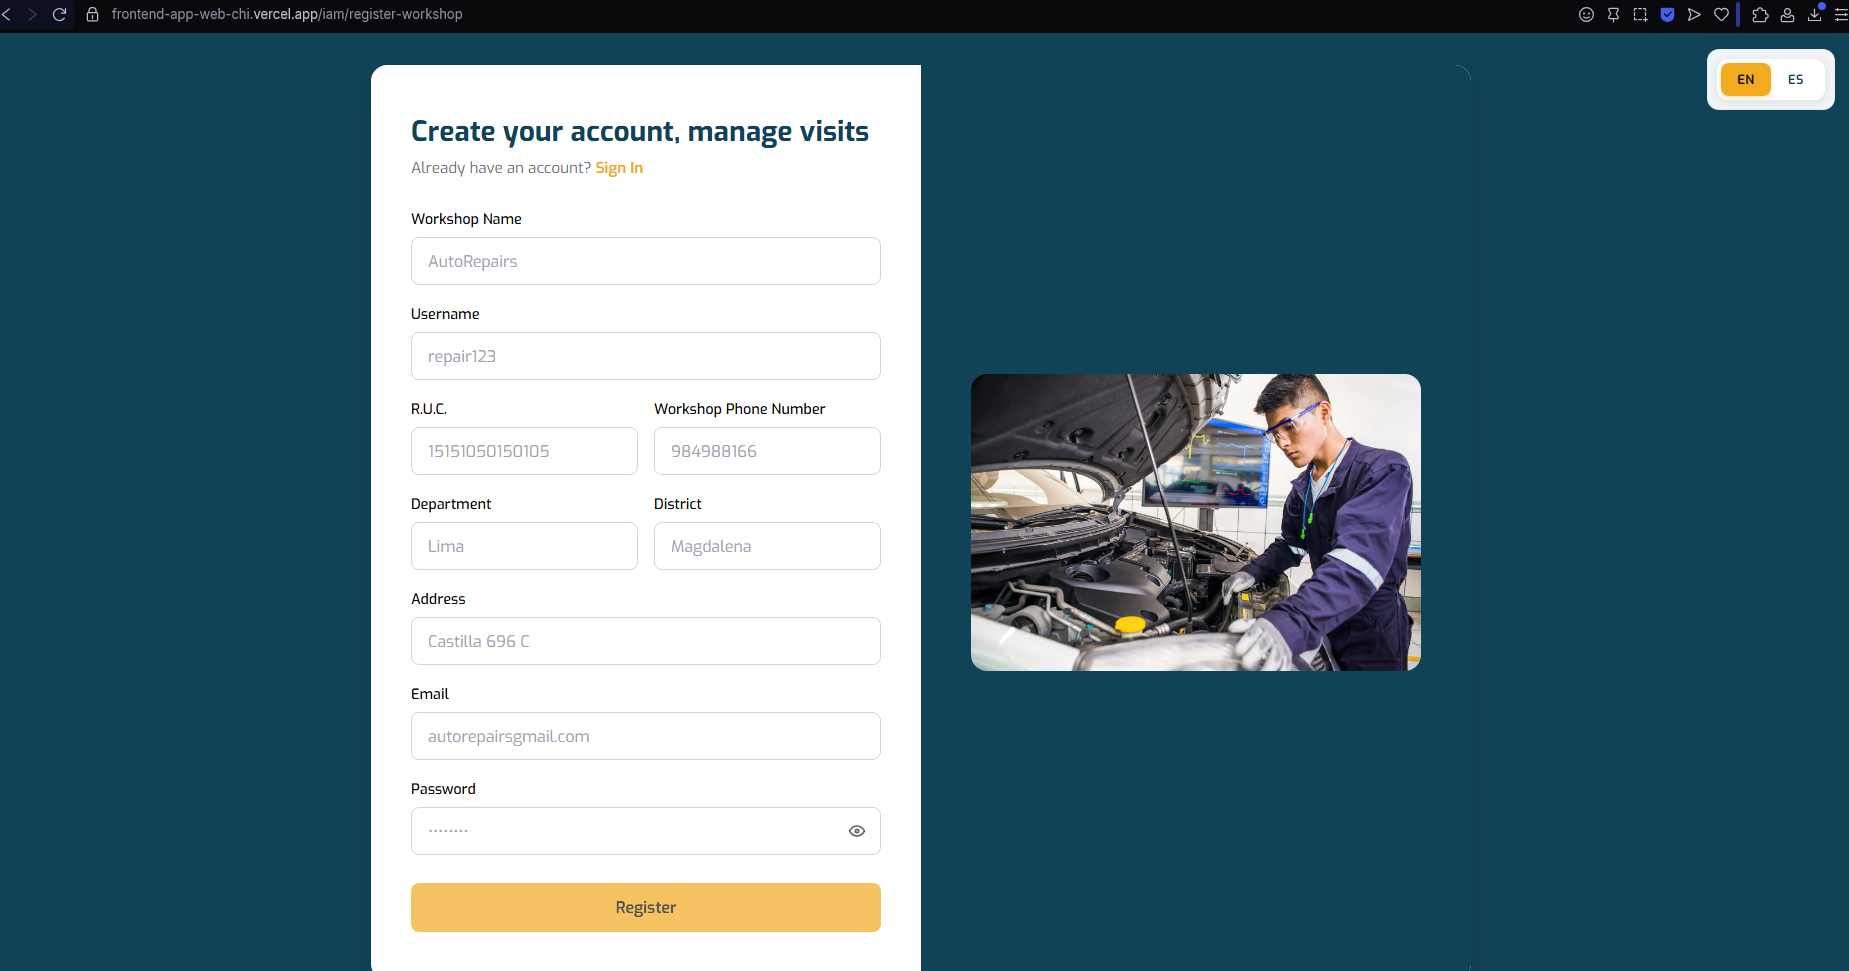 frontend-app-web-chi.vercel.app/iam/register-workshop
EN ES
Create your account, manage visits
Already have an account? Sign In
Workshop Name
AutoRepairs
Username
repair123
R.U.C. Workshop Phone Number
15151050150105 984988166
Department District
Lima Magdalena
Address
Castilla 696 C
Email
autorepairsgmail.com
Password
········
Register